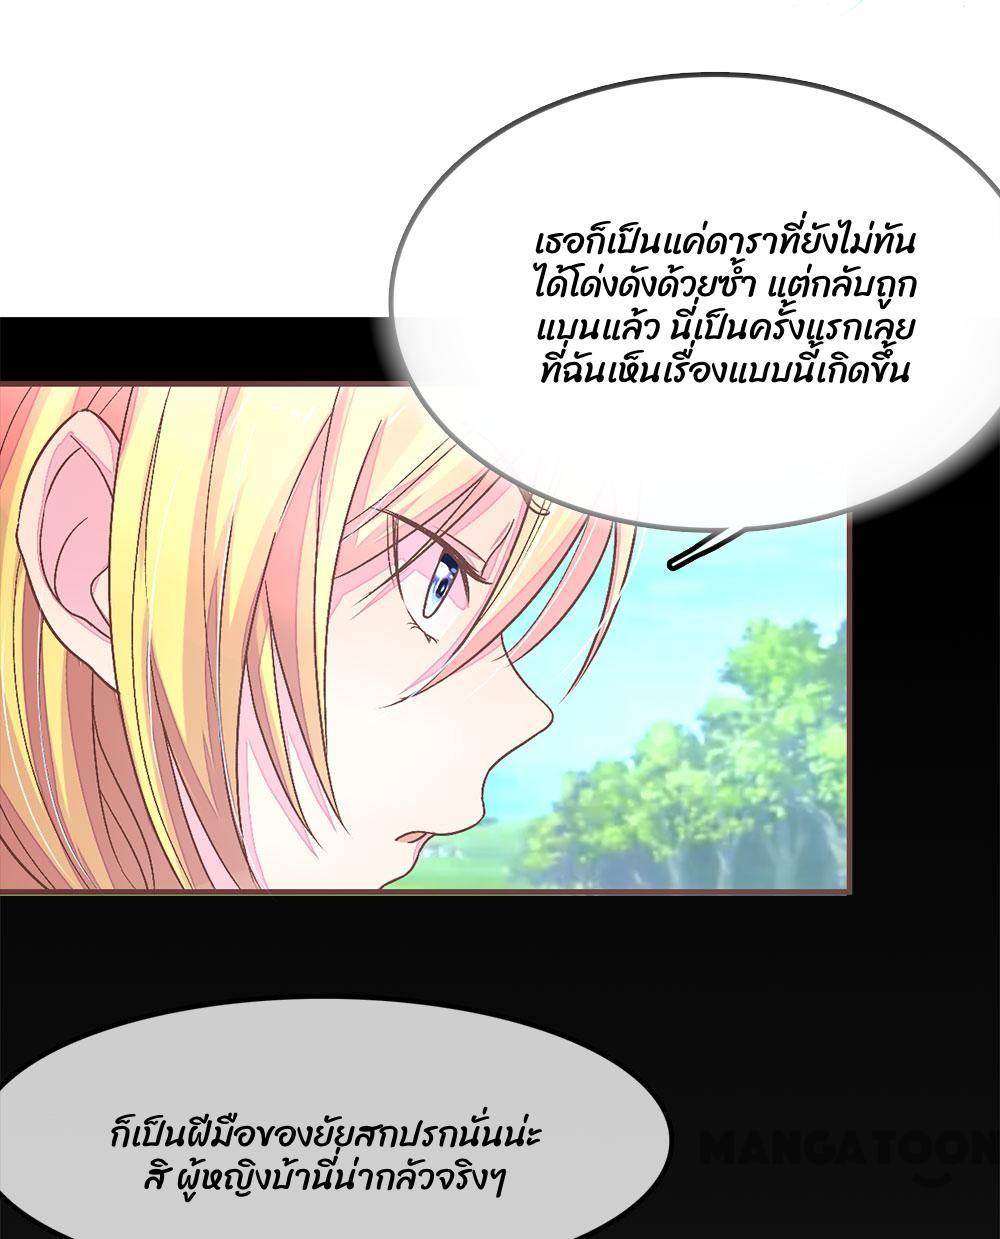 เธอก็เป็นแค่ดาราที่ยังไม่ทัน
ได้โด่งดังด้วยซ้ำ แต่กลับถูก
แบนแล้ว นี่เป็นครั้งแรกเลย
ที่ฉันเห็นเรื่องแบบนี้เกิดขึ้น
ก็เป็นฝีมือของยัยสกปรกนั่นน่ะ
สิ ผู้หญิงบ้านี่น่ากลัวจริงๆ
MANGATOON